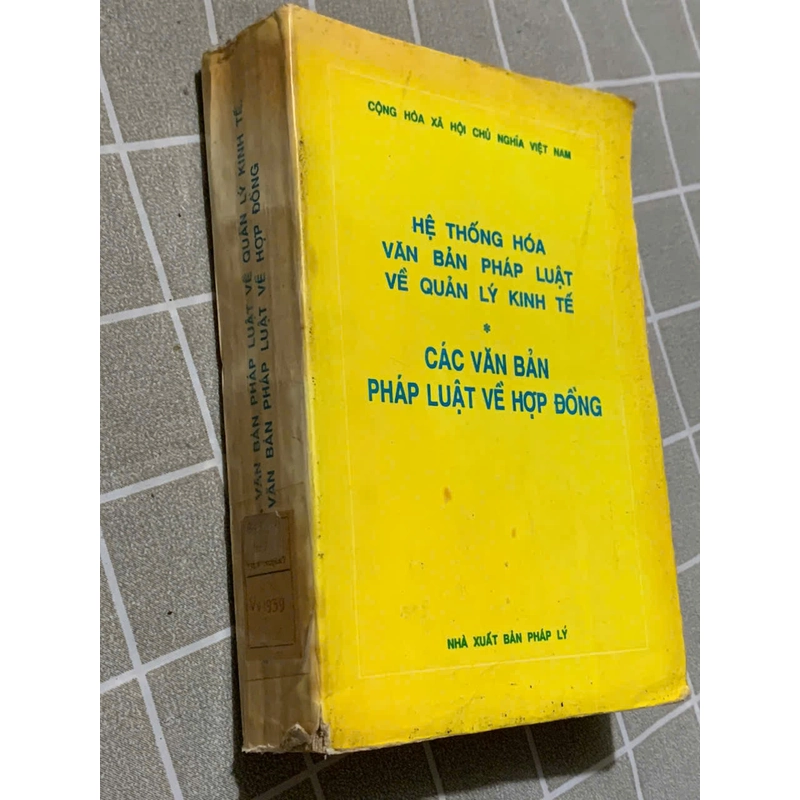 CỘNG HÒA XÃ HỘI CHỦ NGHĨA VIỆT NAM
HỆ THỐNG HÓA
VĂN BẢN PHÁP LUẬT
VỀ QUẢN LÝ KINH TẾ
*
CÁC VĂN BẢN
PHÁP LUẬT VỀ HỢP ĐỒNG
NHÀ XUẤT BẢN PHÁP LÝ
VĂN BẢN PHÁP LUẬT VỀ QUẢN LÝ KINH TẾ
VĂN BẢN PHÁP LUẬT VỀ HỢP ĐỒNG